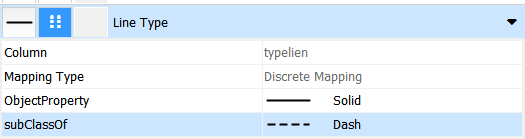 Line Type
Column typelien
Mapping Type Discrete Mapping
ObjectProperty Solid
subClassOf Dash